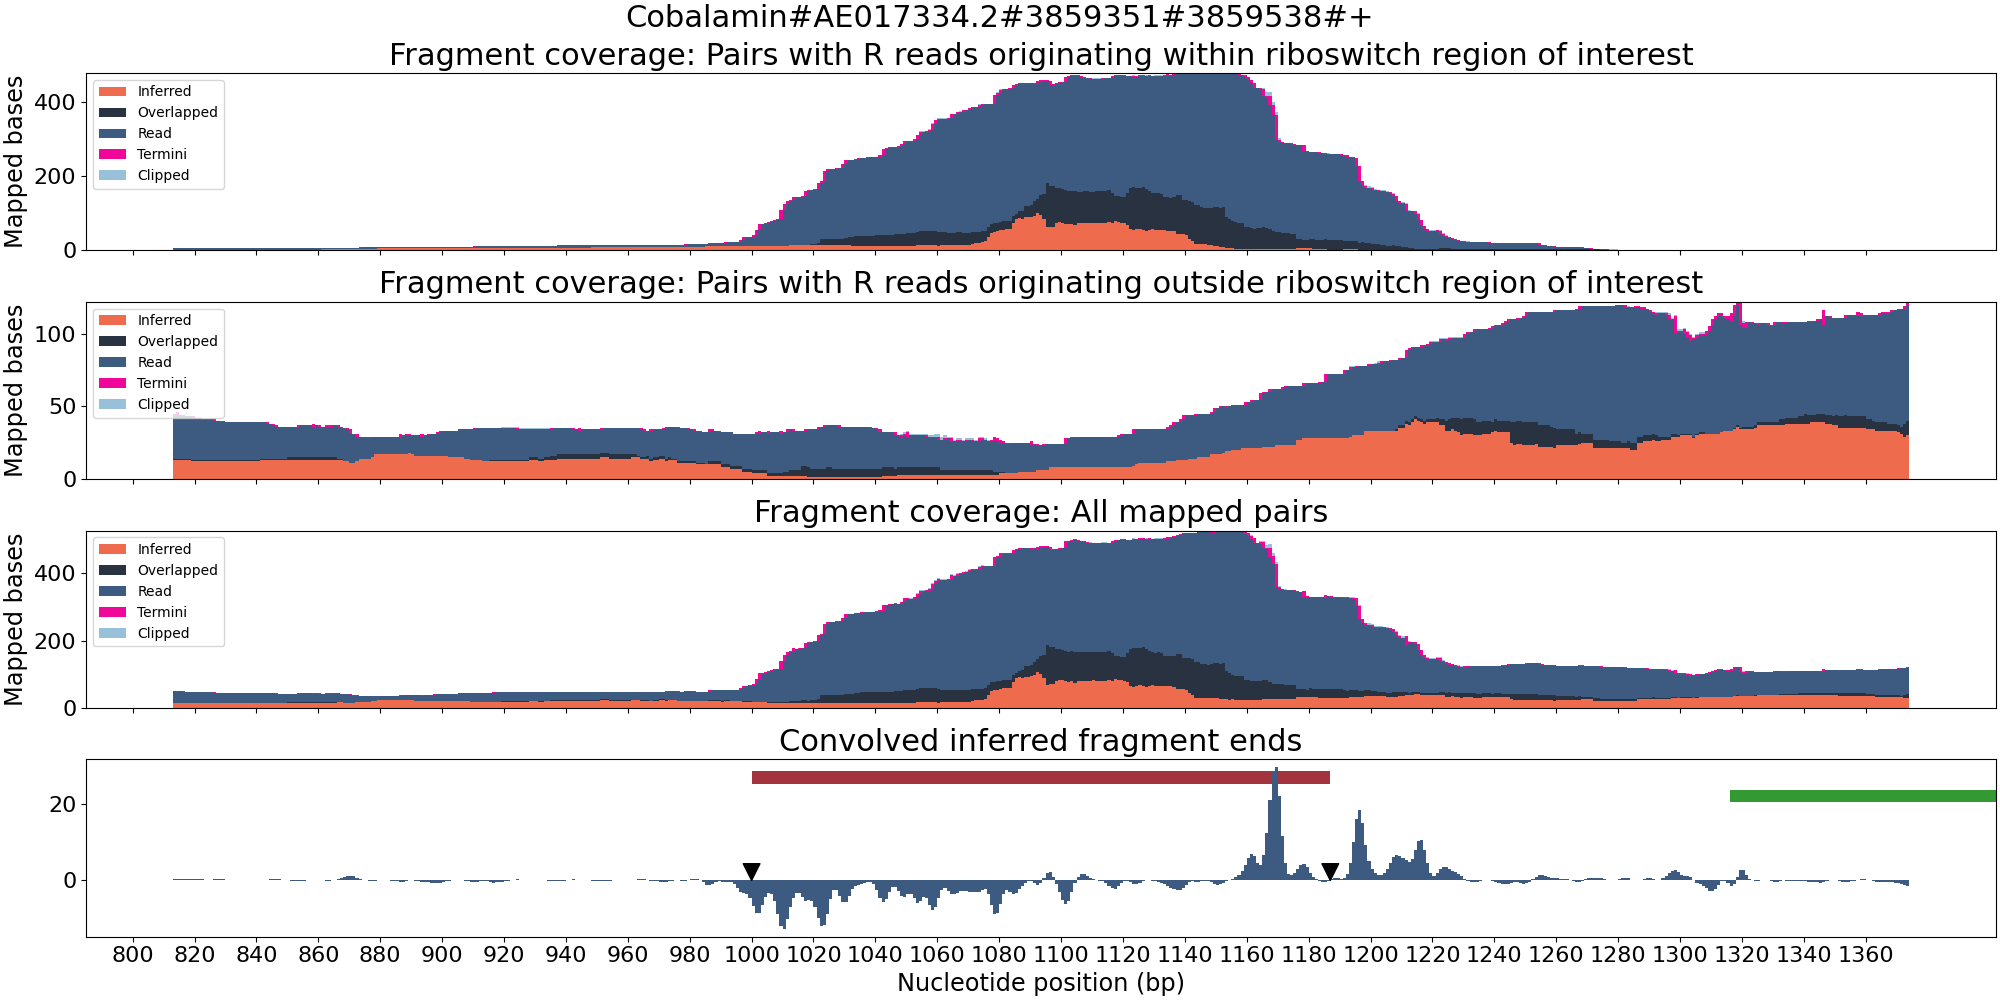 Cobalamin#AE017334.2#3859351#3859538#+
Fragment coverage: Pairs with R reads originating within riboswitch region of interest
Mapped bases
400
200
0
Inferred
Overlapped
Read
Termini
Clipped
Fragment coverage: Pairs with R reads originating outside riboswitch region of interest
Mapped bases
100
50
0
Inferred
Overlapped
Read
Termini
Clipped
Fragment coverage: All mapped pairs
Mapped bases
400
200
0
Inferred
Overlapped
Read
Termini
Clipped
Convolved inferred fragment ends
20
0
800 820 840 860 880 900 920 940 960 980 1000 1020 1040 1060 1080 1100 1120 1140 1160 1180 1200 1220 1240 1260 1280 1300 1320 1340 1360
Nucleotide position (bp)